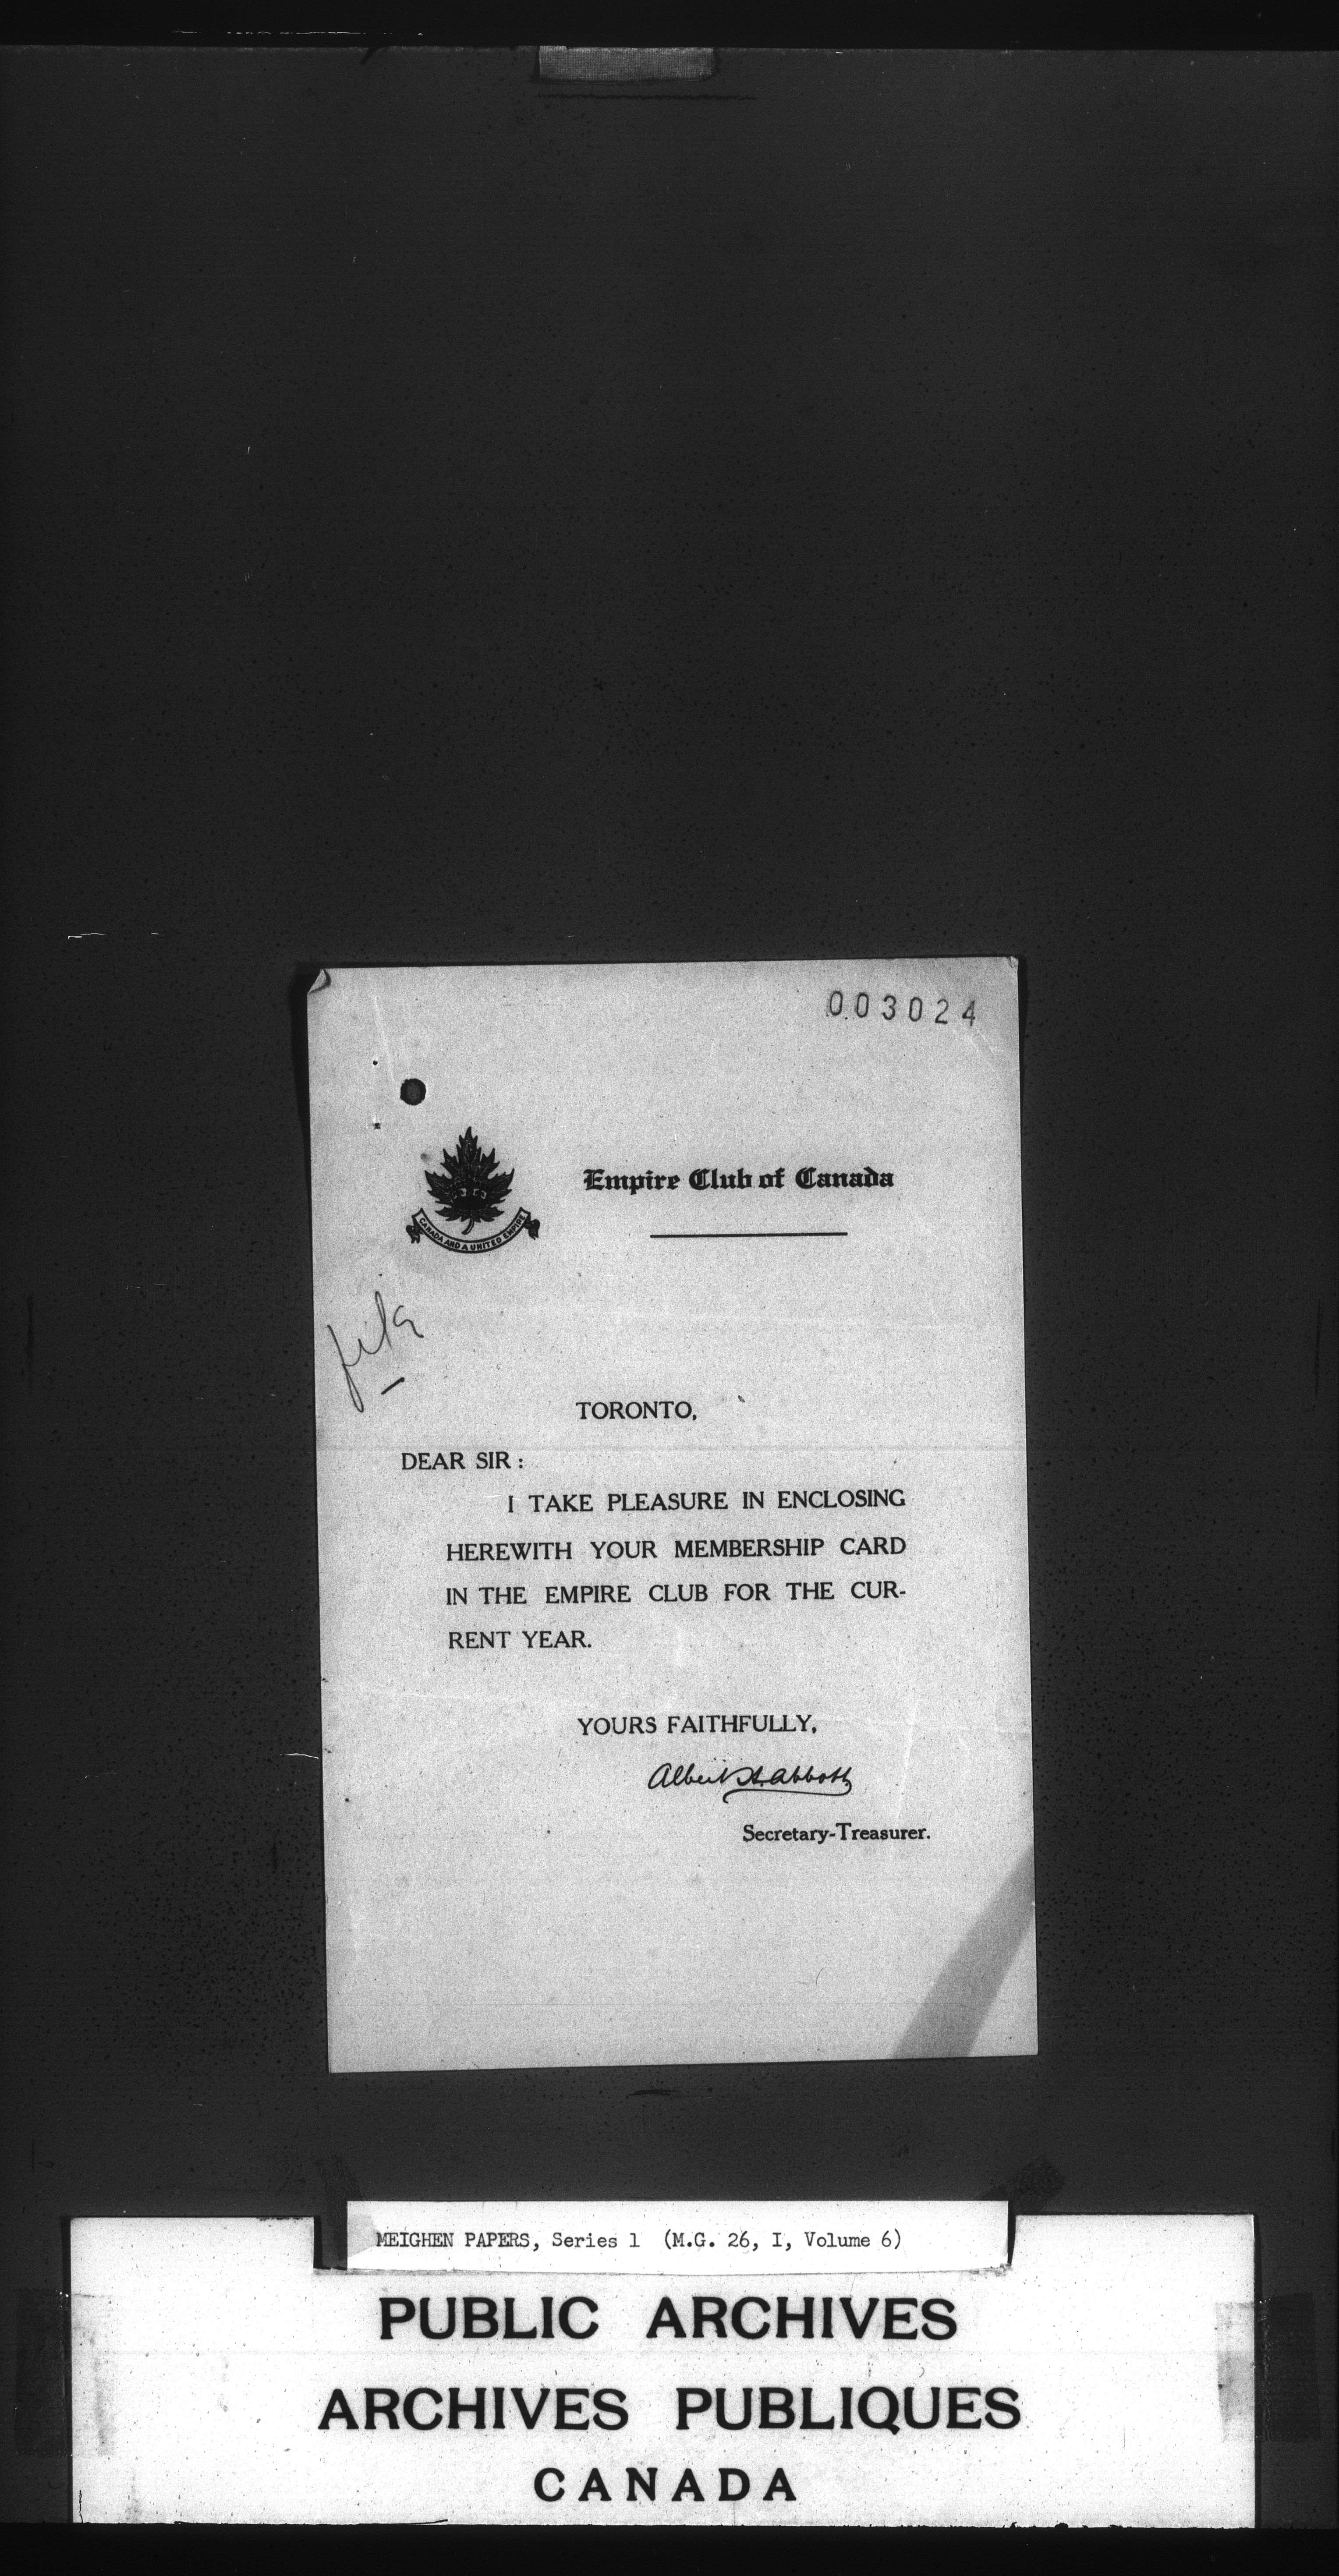 003024
Empire Club of Canada
CANADA AND A UNITED EMPIRE
file
TORONTO,
DEAR SIR:
I TAKE PLEASURE IN ENCLOSING
HEREWITH YOUR MEMBERSHIP CARD
IN THE EMPIRE CLUB FOR THE CUR-
RENT YEAR.
YOURS FAITHFULLY,
Albert H. Abbott
Secretary-Treasurer.
MEIGHEN PAPERS, Series 1 (M.G. 26, I, Volume 6)
PUBLIC ARCHIVES
ARCHIVES PUBLIQUES
CANADA